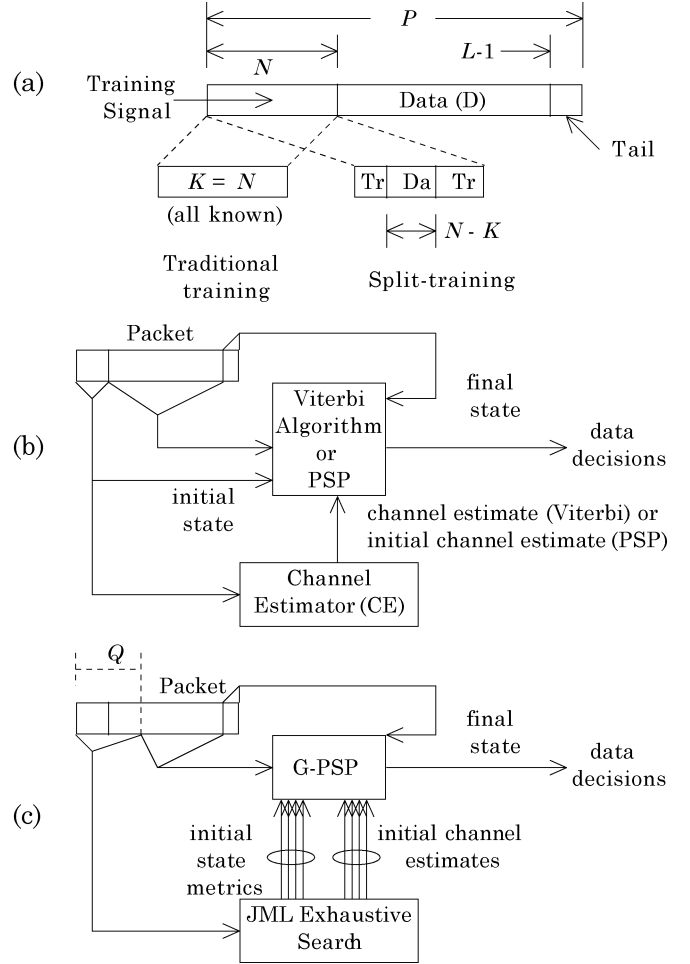 (a)
P
N
L-1
Training
Signal
Data (D)
Tail
K = N
Tr Da Tr
(all known)
N - K
Traditional
training
Split-training
(b)
Packet
Viterbi
Algorithm
or
PSP
final
state
data
decisions
initial
state
channel estimate (Viterbi) or
initial channel estimate (PSP)
Channel
Estimator (CE)
(c)
Q
Packet
G-PSP
final
state
data
decisions
initial
state
metrics
initial channel
estimates
JML Exhaustive
Search